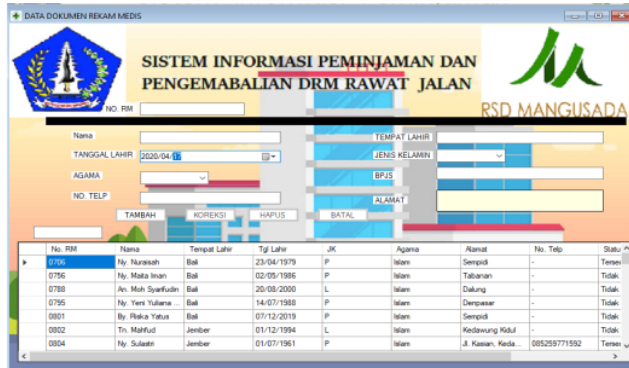 DATA DOKUMEN REKAM MEDIS
SISTEM INFORMASI PEMINJAMAN DAN
PENGEMABALIAN DRM RAWAT JALAN
RSD MANGUSADA
NO. RM
Nama
TEMPAT LAHIR
TANGGAL LAHIR 2020/04/17
JENIS KELAMIN
AGAMA
BPJS
NO. TELP
ALAMAT
TAMBAH KOREKSI HAPUS BATAL
No. RM Nama Tempat Lahir Tgl Lahir JK Agama Alamat No. Telp Statu
0706 Ny. Nuraisah Bali 23/04/1979 P Islam Sempidi - Terse
0756 Ny. Maita Iman Bali 02/05/1986 P Islam Tabanan - Tidak
0788 An. Moh Syarifudin Bali 20/08/2000 L Islam Dalung - Tidak
0795 Ny. Yeni Yuliana ... Bali 14/07/1988 P Islam Denpasar - Tidak
0801 By. Riska Yatus Bali 07/12/2019 P Islam Sempidi - Tidak
0802 Tn. Mahfud Jember 01/12/1994 L Islam Kedawung Kidul - Tidak
0804 Ny. Sulastri Jember 01/07/1961 P Islam Jl. Kasian, Keda... 085259771592 Terse